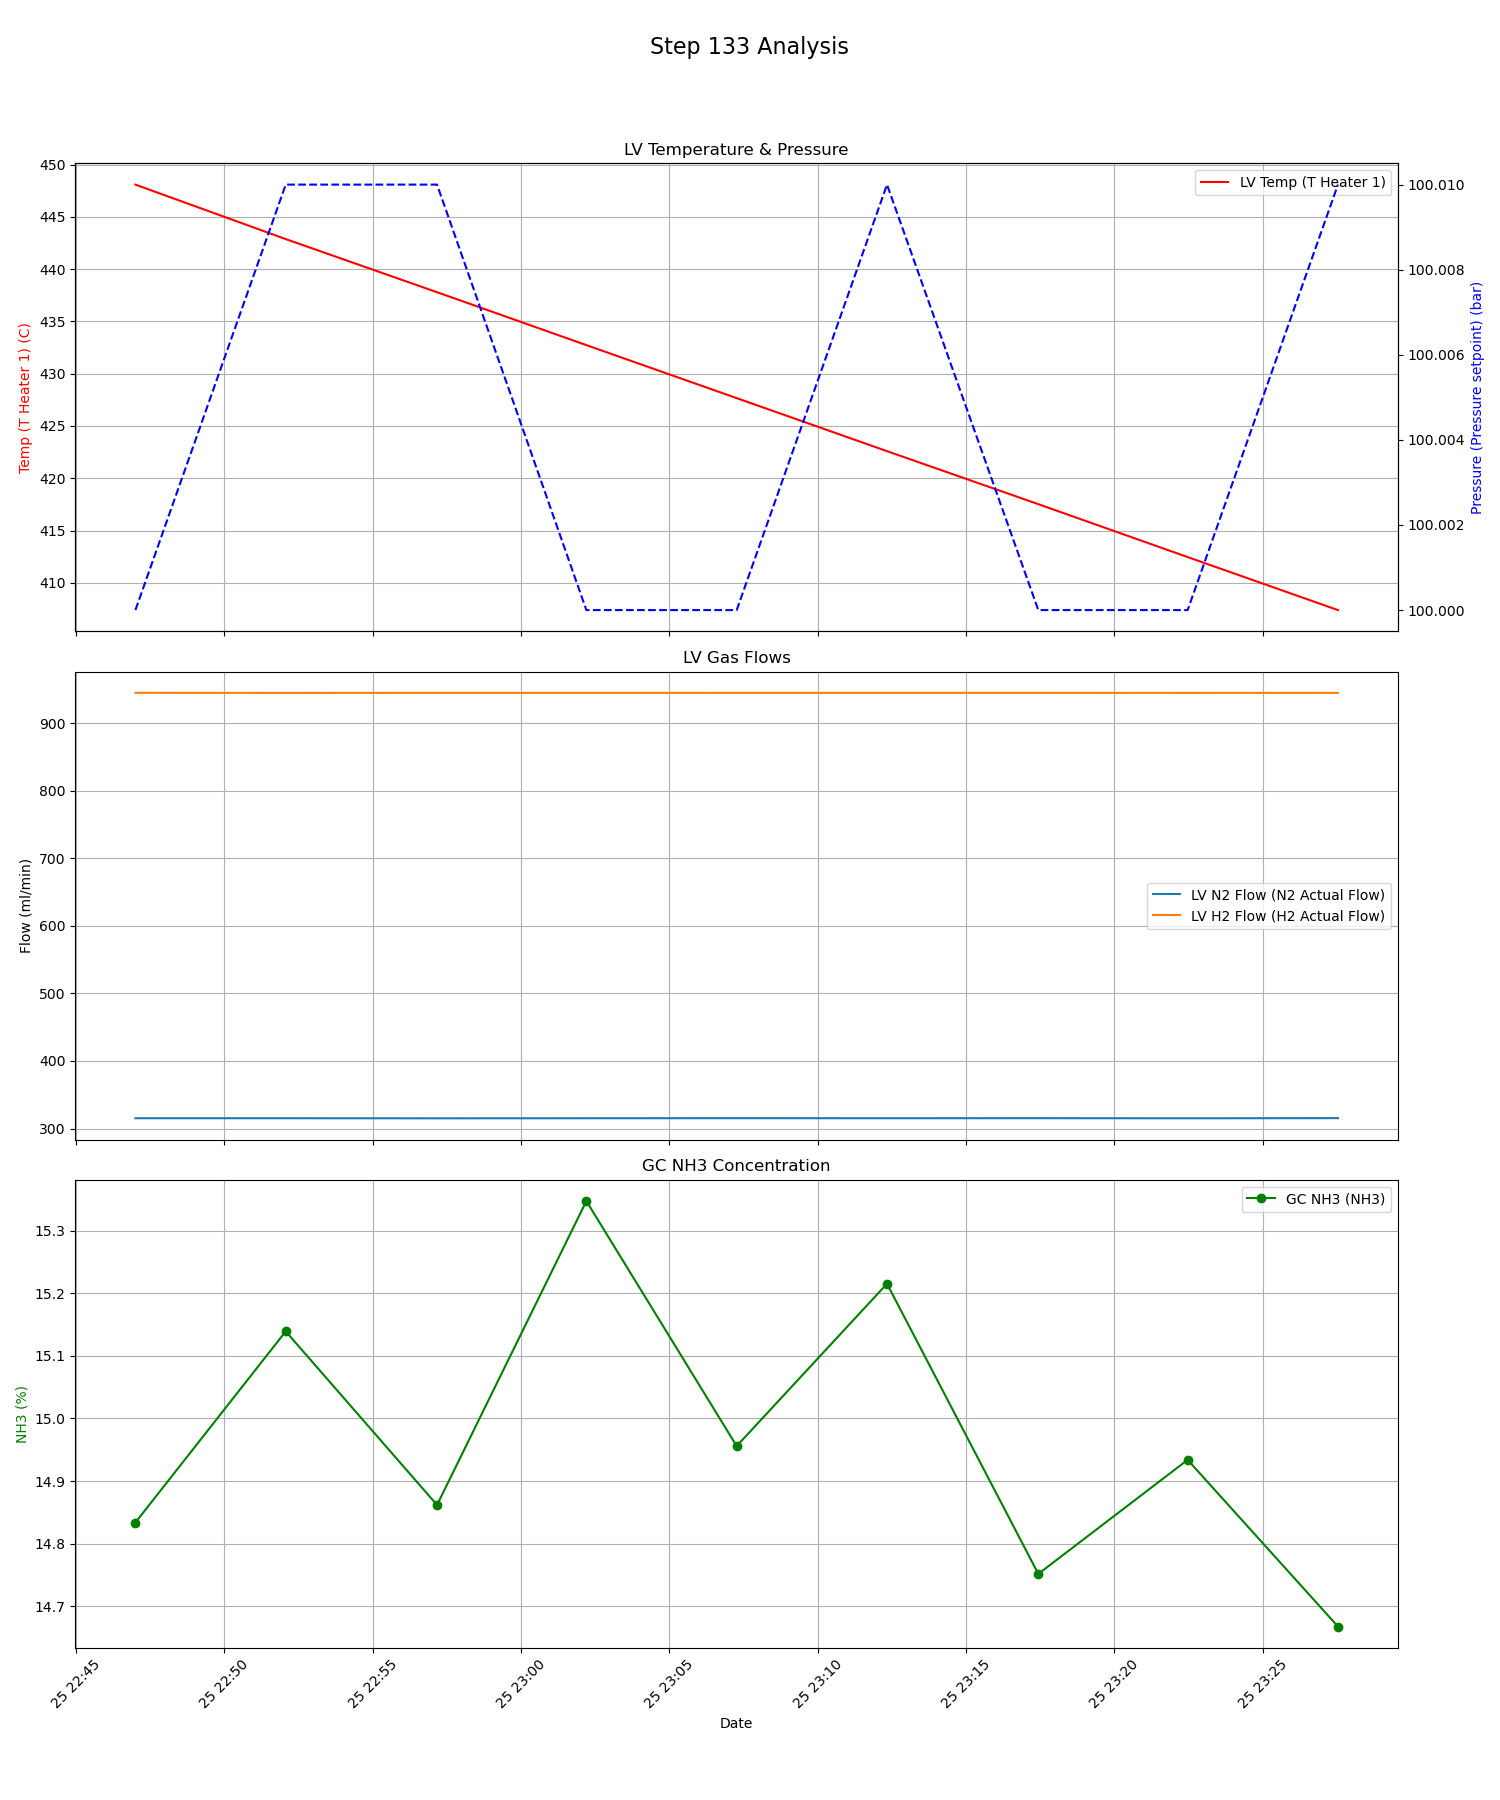 Step 133 Analysis
LV Temperature & Pressure
450
445
440
435
430
425
420
415
410
Temp (T Heater 1) (C)
LV Temp (T Heater 1)
100.010
100.008
100.006
100.004
100.002
100.000
Pressure (Pressure setpoint) (bar)
LV Gas Flows
900
800
700
600
500
400
300
Flow (ml/min)
LV N2 Flow (N2 Actual Flow)
LV H2 Flow (H2 Actual Flow)
GC NH3 Concentration
15.3
15.2
15.1
15.0
14.9
14.8
14.7
NH3 (%)
GC NH3 (NH3)
25 22:45
25 22:50
25 22:55
25 23:00
25 23:05
25 23:10
25 23:15
25 23:20
25 23:25
Date